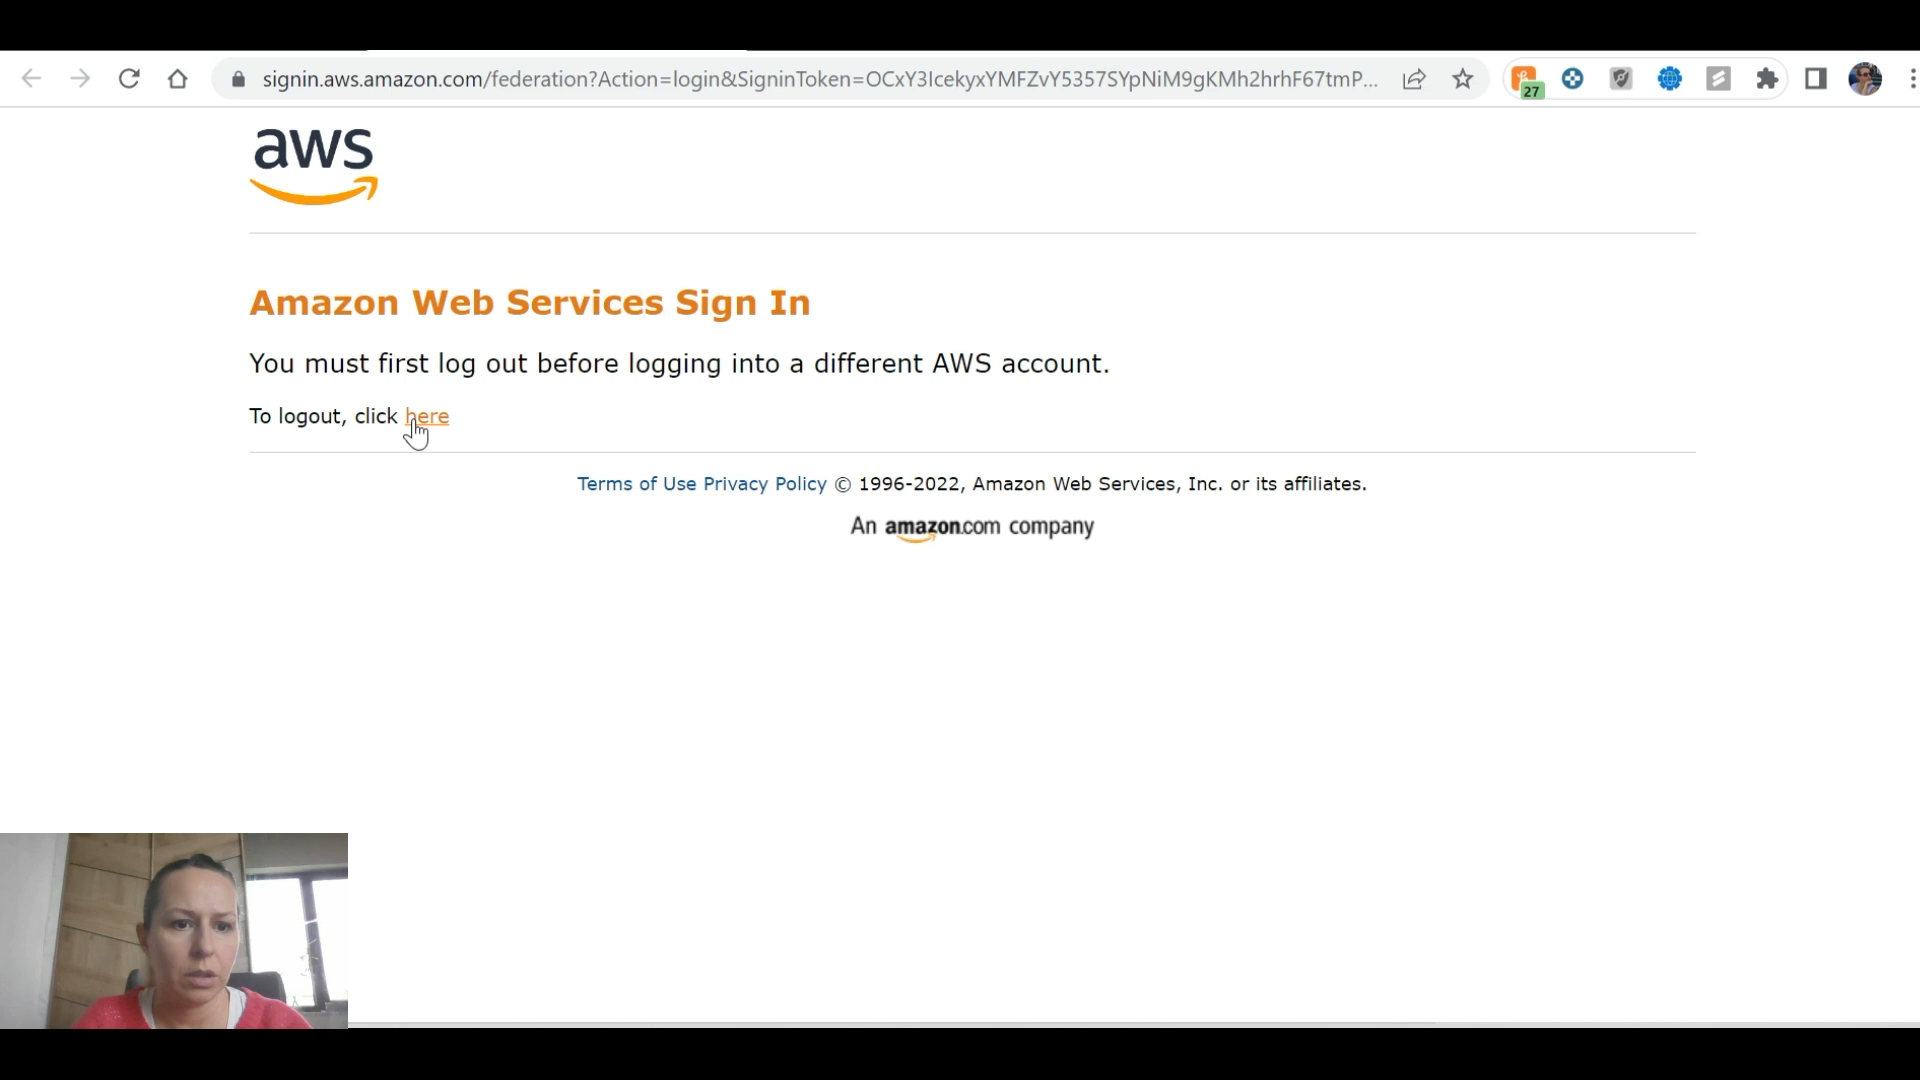 signin.aws.amazon.com/federation?Action=login&SigninToken=OCxY3IcekyxYMFZvY5357SYpNiM9gKMh2hrhF67tmP...
27
aws
Amazon Web Services Sign In
You must first log out before logging into a different AWS account.
To logout, click here
Terms of Use Privacy Policy © 1996-2022, Amazon Web Services, Inc. or its affiliates.
An amazon.com company